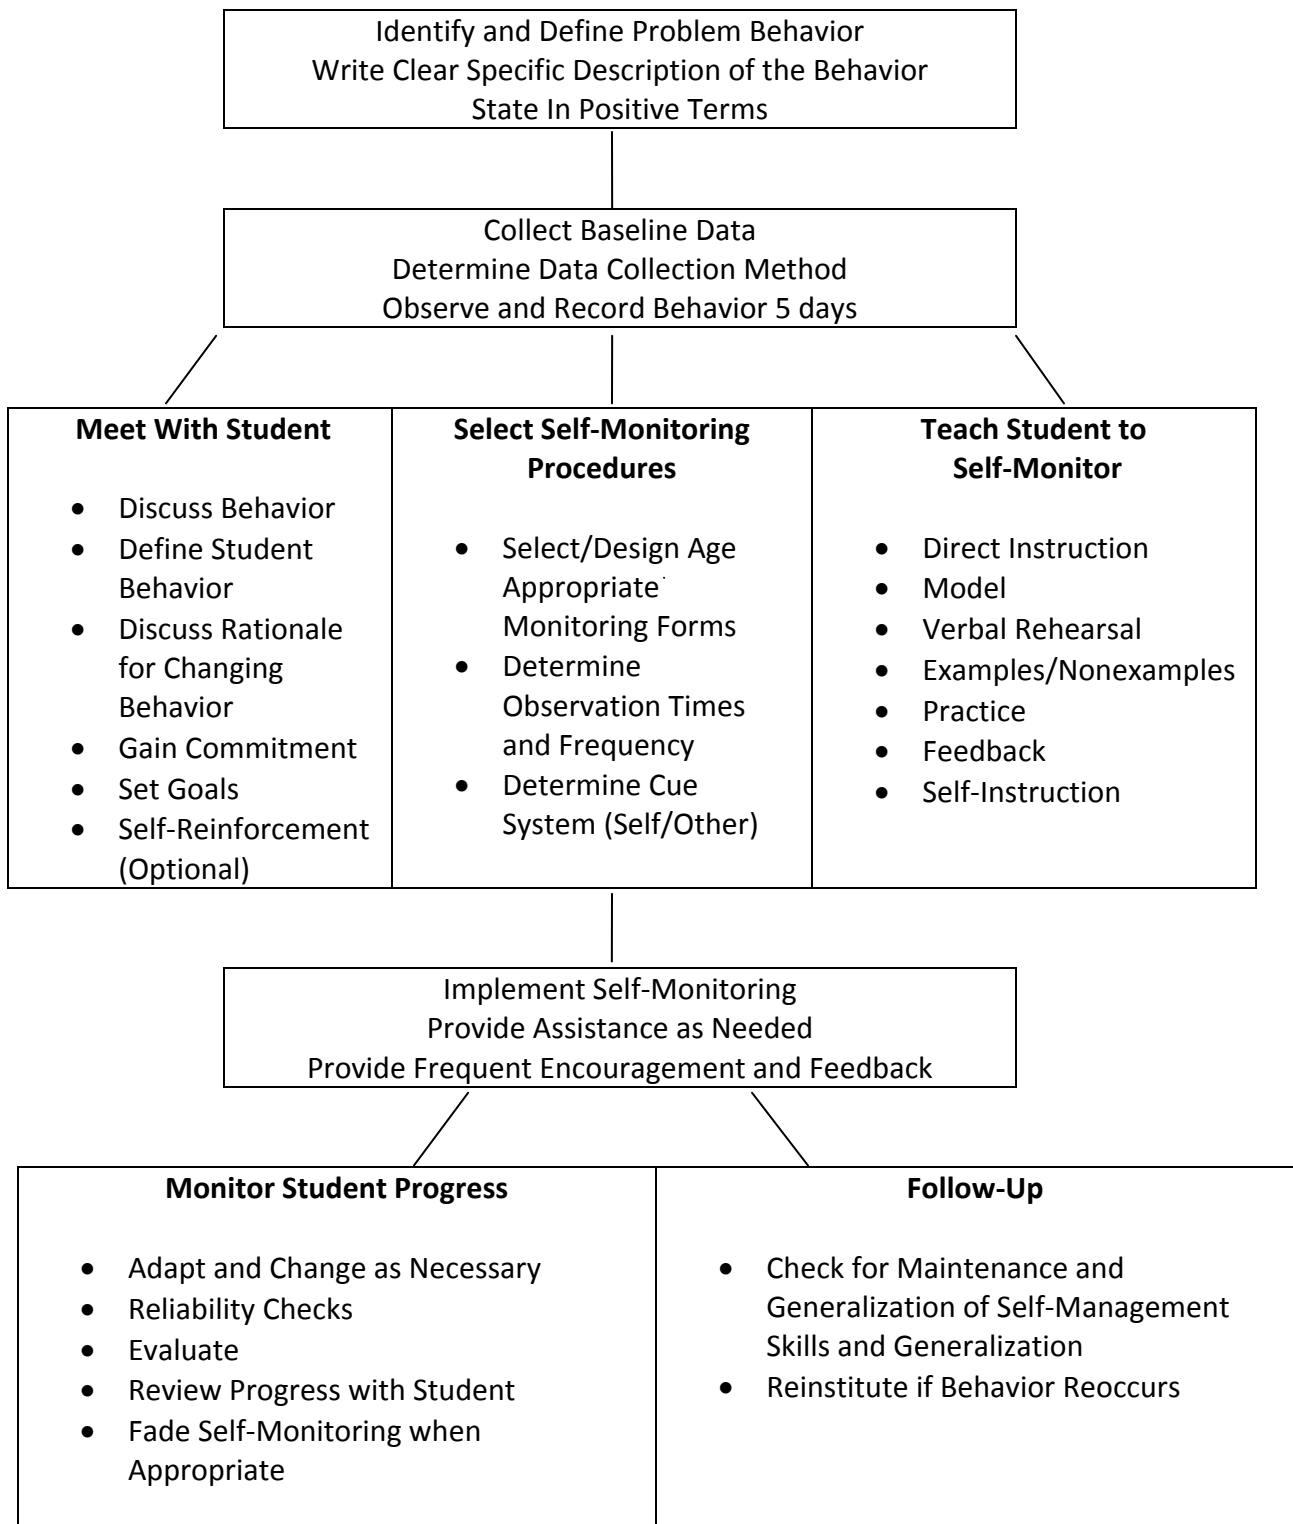 Identify and Define Problem Behavior
Write Clear Specific Description of the Behavior
State In Positive Terms
Collect Baseline Data
Determine Data Collection Method
Observe and Record Behavior 5 days
Meet With Student
• Discuss Behavior
• Define Student
Behavior
• Discuss Rationale
for Changing
Behavior
• Gain Commitment
• Set Goals
• Self-Reinforcement
(Optional)
Select Self-Monitoring
Procedures
• Select/Design Age
Appropriate
Monitoring Forms
• Determine
Observation Times
and Frequency
• Determine Cue
System (Self/Other)
Teach Student to
Self-Monitor
• Direct Instruction
• Model
• Verbal Rehearsal
• Examples/Nonexamples
• Practice
• Feedback
• Self-Instruction
Implement Self-Monitoring
Provide Assistance as Needed
Provide Frequent Encouragement and Feedback
Monitor Student Progress
• Adapt and Change as Necessary
• Reliability Checks
• Evaluate
• Review Progress with Student
• Fade Self-Monitoring when
Appropriate
Follow-Up
• Check for Maintenance and
Generalization of Self-Management
Skills and Generalization
• Reinstitute if Behavior Reoccurs